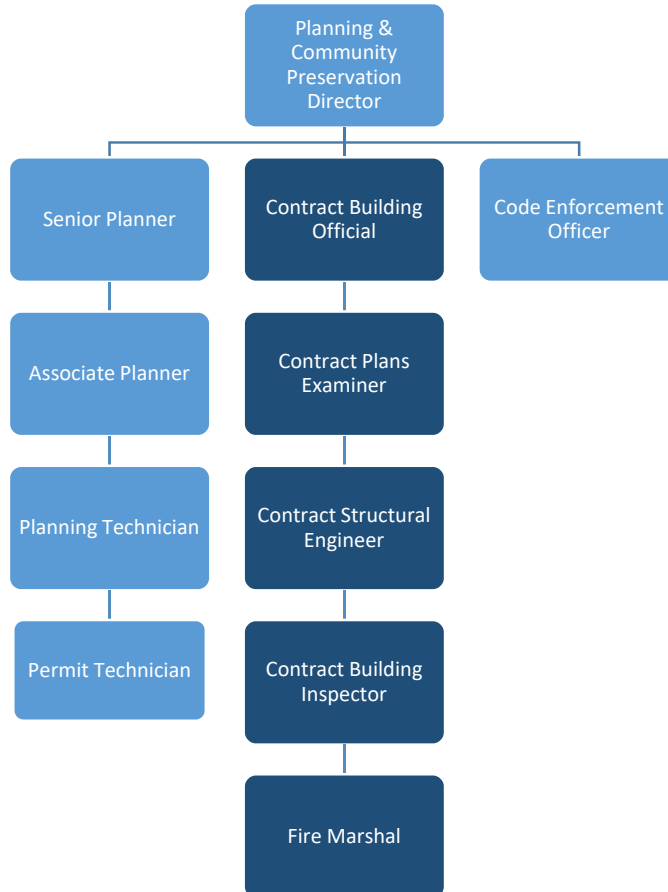 Planning &
Community
Preservation
Director
Senior Planner
Contract Building
Official
Code Enforcement
Officer
Associate Planner
Contract Plans
Examiner
Planning Technician
Contract Structural
Engineer
Permit Technician
Contract Building
Inspector
Fire Marshal